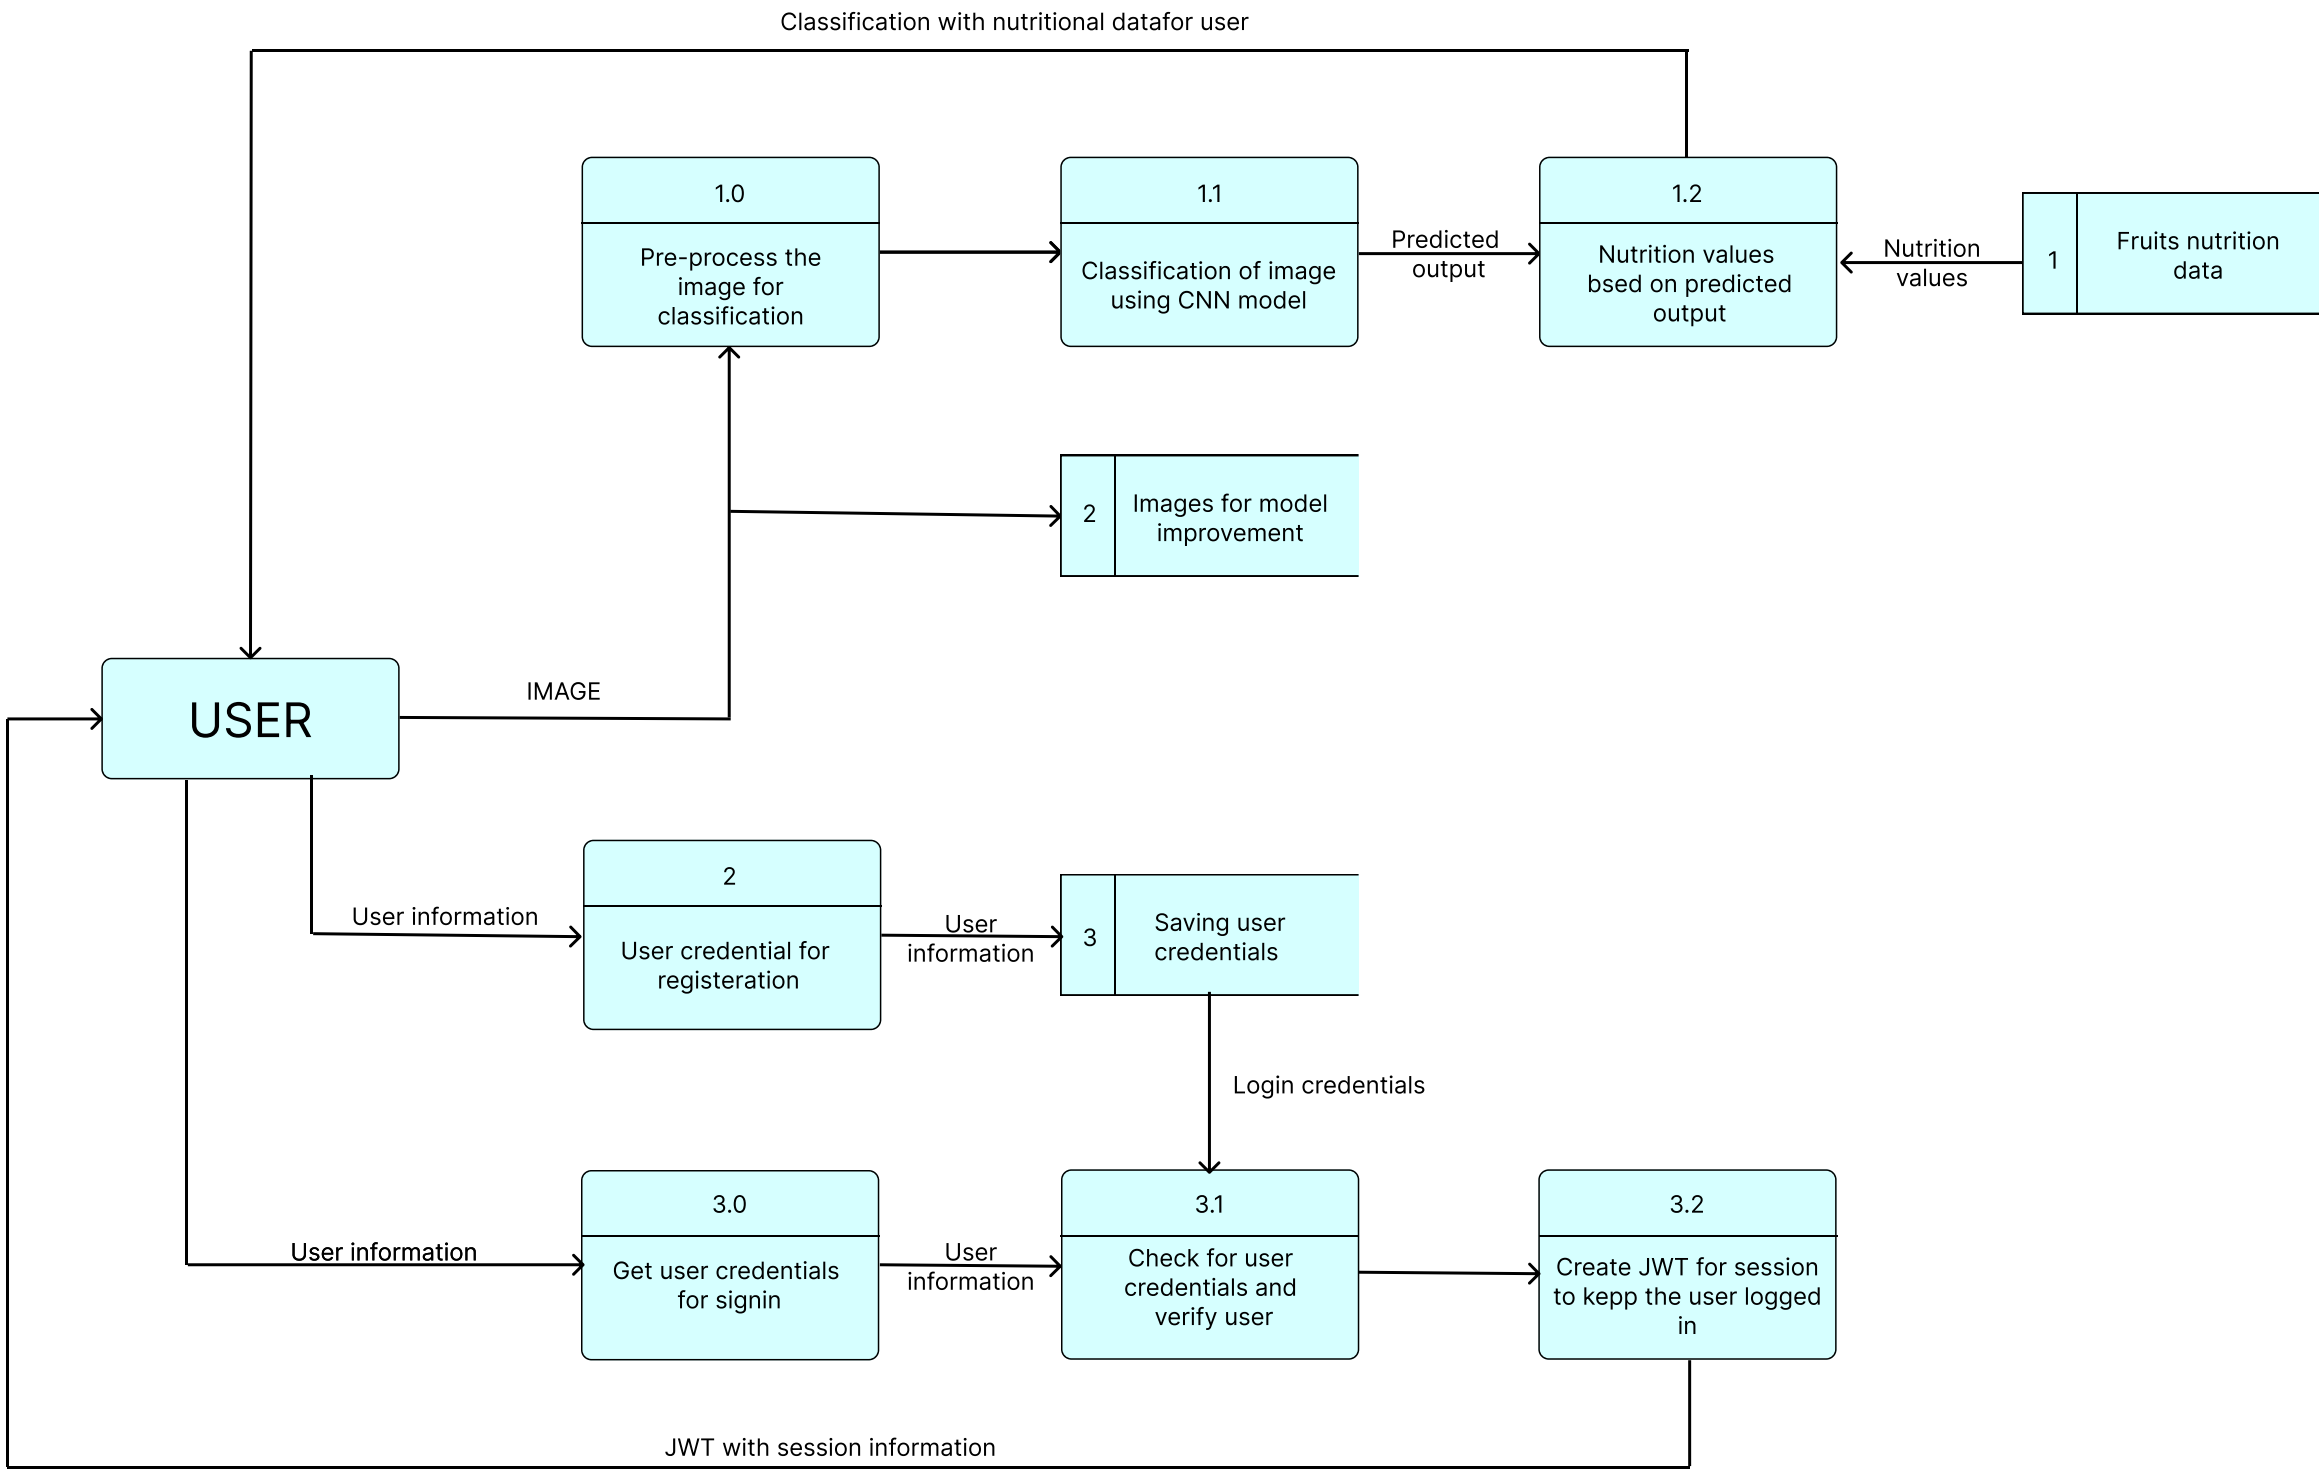 Classification with nutritional datafor user
1.0
Pre-process the
image for
classification
1.1
Classification of image
using CNN model
Predicted
output
1.2
Nutrition values
bsed on predicted
output
Nutrition
values
1
Fruits nutrition
data
2
Images for model
improvement
USER
IMAGE
User information
2
User credential for
registeration
User
information
3
Saving user
credentials
Login credentials
User information
3.0
Get user credentials
for signin
User
information
3.1
Check for user
credentials and
verify user
3.2
Create JWT for session
to kepp the user logged
in
JWT with session information